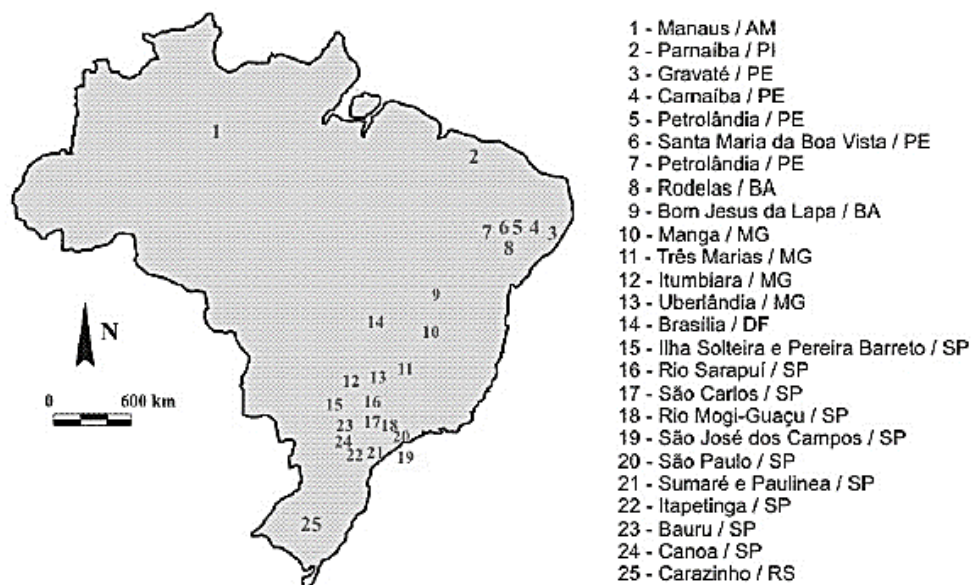 1 - Manaus / AM
2 - Parnaíba / PI
3 - Gravaté / PE
4 - Carnaíba / PE
5 - Petrolândia / PE
6 - Santa Maria da Boa Vista / PE
7 - Petrolândia / PE
8 - Rodelas / BA
9 - Bom Jesus da Lapa / BA
10 - Manga / MG
11 - Três Marias / MG
12 - Itumbiara / MG
13 - Uberlândia / MG
14 - Brasília / DF
15 - Ilha Solteira e Pereira Barreto / SP
16 - Rio Sarapuí / SP
17 - São Carlos / SP
18 - Rio Mogi-Guaçu / SP
19 - São José dos Campos / SP
20 - São Paulo / SP
21 - Sumaré e Paulinea / SP
22 - Itapetinga / SP
23 - Bauru / SP
24 - Canoa / SP
25 - Carazinho / RS
1
2
7 6 5 4 3
8
9
14
10
11
12 13
15 16
23 17 18
24 20
22 21 19
25
N
0 600 km